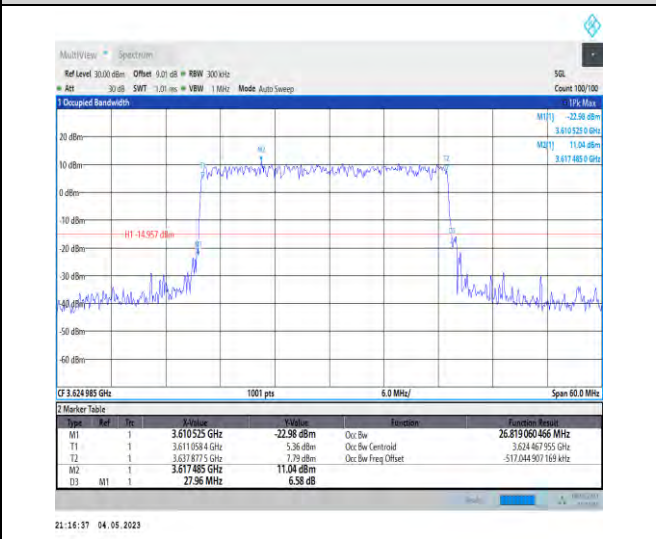 MultiView Spectrum
Ref Level 30.00 dBm Offset 9.01 dB RBW 300 kHz SGL
Att 30 dB SWT 1.01 ms VBW 1 MHz Mode Auto Sweep Count 100/100
1 Occupied Bandwidth 1Pk Max
M1[1] -22.98 dBm
3.610 525 0 GHz
M2[1] 11.04 dBm
3.617 485 0 GHz
20 dBm
M2
T1 T2
10 dBm
0 dBm
-10 dBm
H1 -14.957 dBm
D3
-20 dBm
-30 dBm
-40 dBm
-50 dBm
-60 dBm
CF 3.624 985 GHz 1001 pts 6.0 MHz/ Span 60.0 MHz
2 Marker Table
Type Ref Trc X-Value Y-Value Function Function Result
M1 1 3.610 525 GHz -22.98 dBm Occ Bw 26.819 060 466 MHz
T1 1 3.611 058 4 GHz 5.36 dBm Occ Bw Centroid 3.624 467 955 GHz
T2 1 3.637 877 5 GHz 7.79 dBm Occ Bw Freq Offset -517.044 907 169 kHz
M2 1 3.617 485 GHz 11.04 dBm
D3 M1 1 27.96 MHz 6.58 dB
21:16:37 04.05.2023